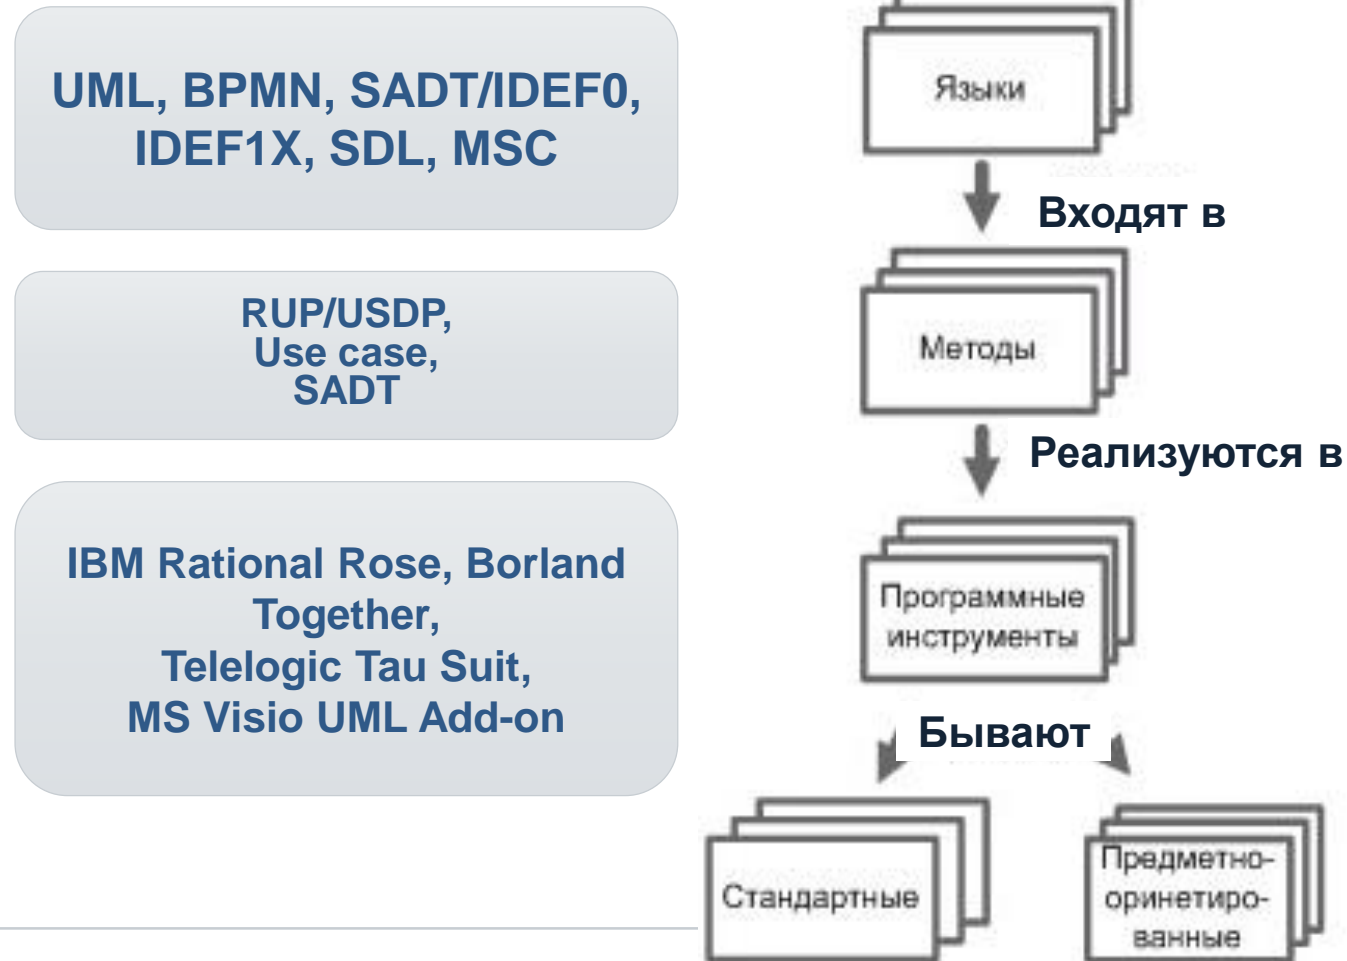 UML, BPMN, SADT/IDEF0,
IDEF1X, SDL, MSC
Языки
Входят в
RUP/USDP,
Use case,
SADT
Методы
Реализуются в
IBM Rational Rose, Borland
Together,
Telelogic Tau Suit,
MS Visio UML Add-on
Программные
инструменты
Бывают
Стандартные
Предметно-
оринетиро-
ванные